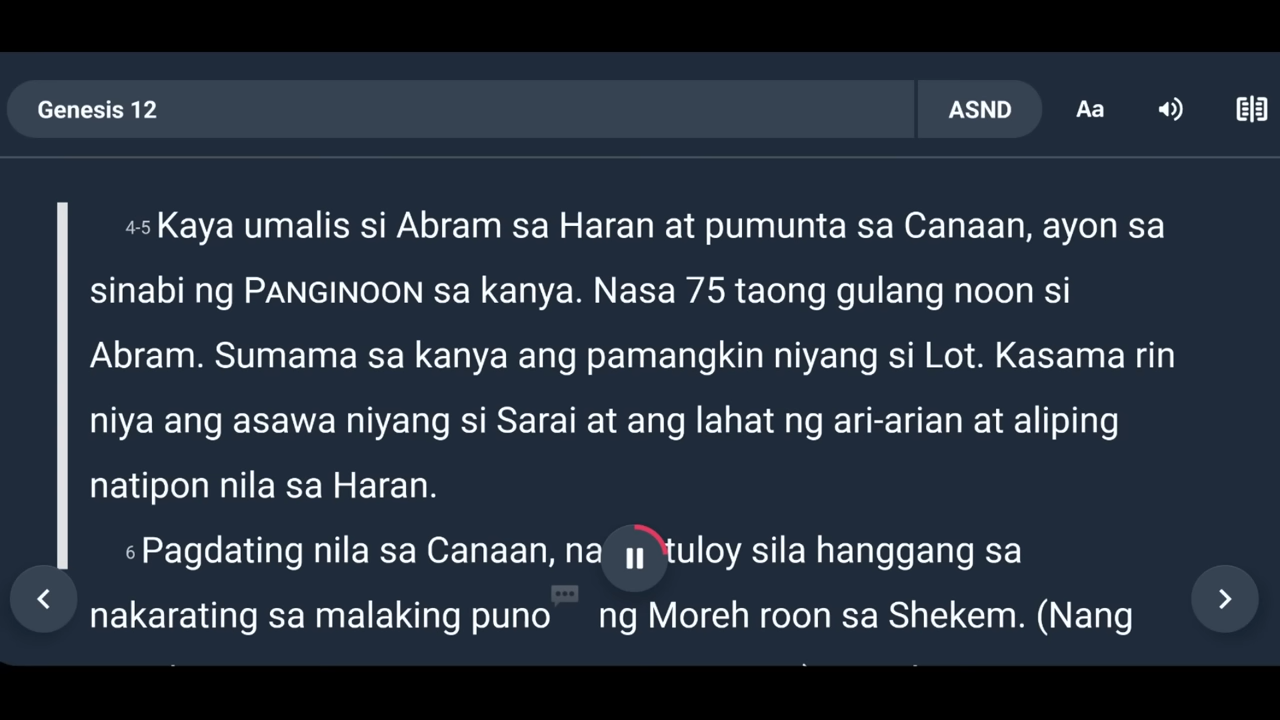 Genesis 12
ASND
Aa
4-5 Kaya umalis si Abram sa Haran at pumunta sa Canaan, ayon sa
sinabi ng PANGINOON sa kanya. Nasa 75 taong gulang noon si
Abram. Sumama sa kanya ang pamangkin niyang si Lot. Kasama rin
niya ang asawa niyang si Sarai at ang lahat ng ari-arian at aliping
natipon nila sa Haran.
6 Pagdating nila sa Canaan, sila hanggang sa
nakarating sa malaking puno ng Moreh roon sa Shekem. (Nang